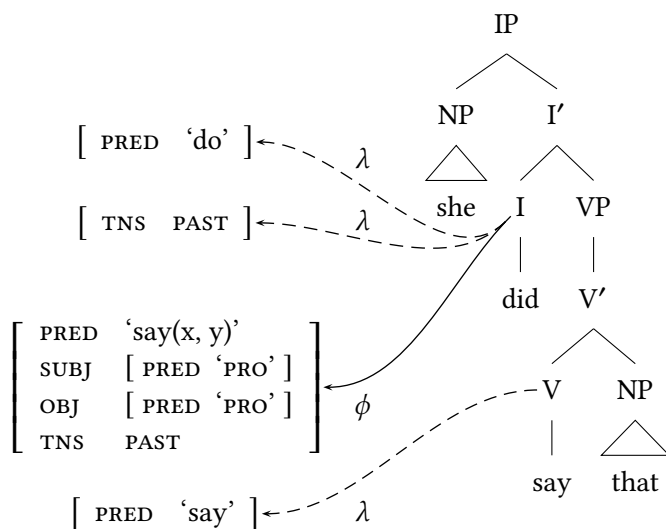 IP
NP I′
[ PRED ‘do’ ] λ
she I VP
[ TNS PAST ] λ
did V′
PRED ‘say(x, y)’
SUBJ [ PRED ‘PRO’ ]
OBJ [ PRED ‘PRO’ ]
TNS PAST
ϕ V NP
say that
[ PRED ‘say’ ] λ